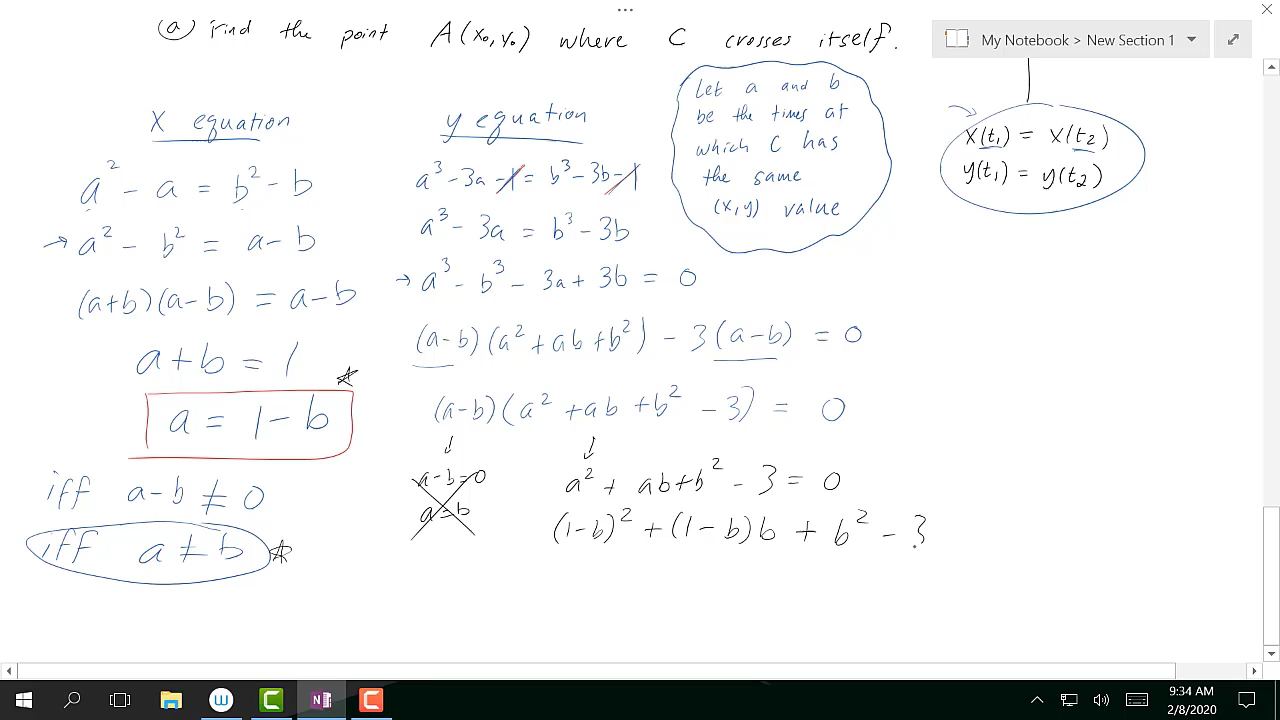 (a) Find the point A(x₀,y₀) where C crosses itself.
My Notebook > New Section 1
x equation
a² - a = b² - b
→ a² - b² = a - b
(a+b)(a-b) = a-b
a+b = 1
a = 1 - b
iff a-b ≠ 0
iff a ≠ b
y equation
a³ - 3a - 1 = b³ - 3b - 1
a³ - 3a = b³ - 3b
→ a³ - b³ - 3a + 3b = 0
(a-b)(a² + ab + b²) - 3(a-b) = 0
(a-b)(a² + ab + b² - 3) = 0
a-b=0
a=b
a² + ab + b² - 3 = 0
(1-b)² + (1-b)b + b² - 3
Let a and b
be the times at
which C has
the same
(x,y) value
x(t₁) = x(t₂)
y(t₁) = y(t₂)
9:34 AM
2/8/2020